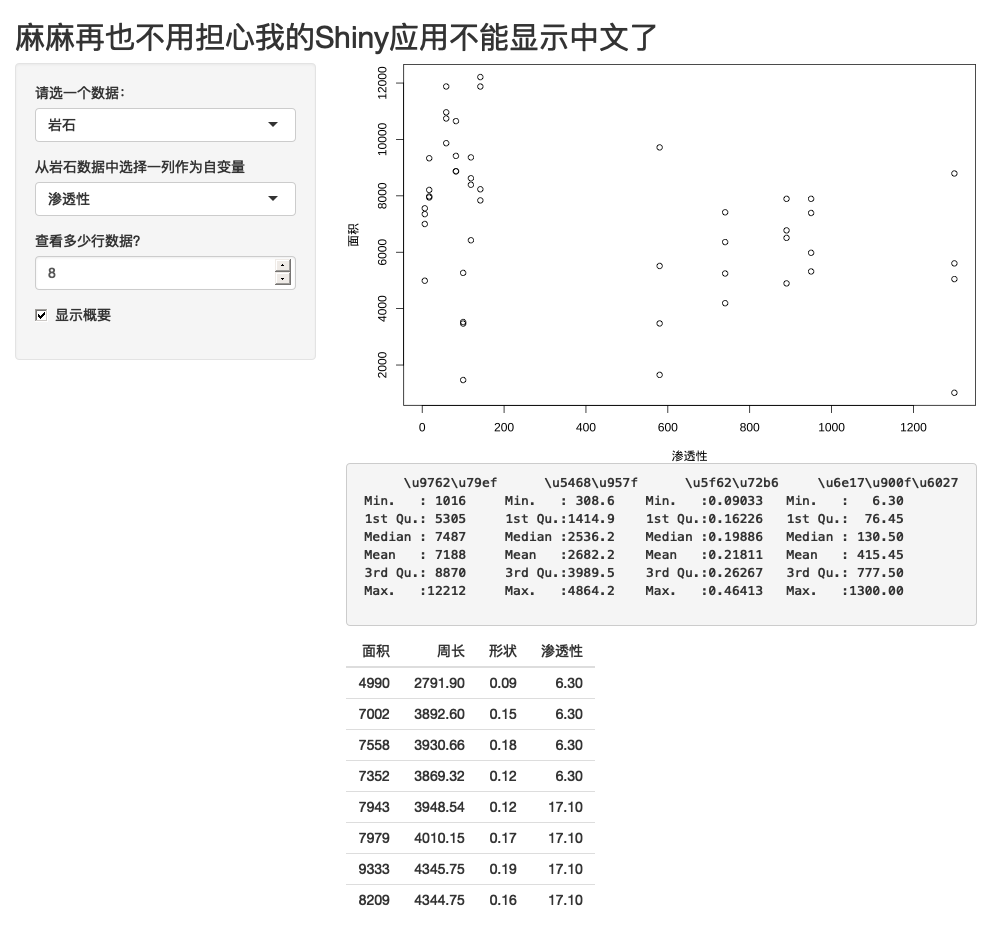 麻麻再也不用担心我的Shiny应用不能显示中文了
请选一个数据：
岩石
从岩石数据中选择一列作为自变量
渗透性
查看多少行数据?
8
显示概要
12000
10000
8000
6000
4000
2000
面积
0 200 400 600 800 1000 1200
渗透性
\u9762\u79ef \u5468\u957f \u5f62\u72b6 \u6e17\u900f\u6027
Min. : 1016 Min. : 308.6 Min. :0.09033 Min. : 6.30
1st Qu.: 5305 1st Qu.:1414.9 1st Qu.:0.16226 1st Qu.: 76.45
Median : 7487 Median :2536.2 Median :0.19886 Median : 130.50
Mean : 7188 Mean :2682.2 Mean :0.21811 Mean : 415.45
3rd Qu.: 8870 3rd Qu.:3989.5 3rd Qu.:0.26267 3rd Qu.: 777.50
Max. :12212 Max. :4864.2 Max. :0.46413 Max. :1300.00
面积 周长 形状 渗透性
4990 2791.90 0.09 6.30
7002 3892.60 0.15 6.30
7558 3930.66 0.18 6.30
7352 3869.32 0.12 6.30
7943 3948.54 0.12 17.10
7979 4010.15 0.17 17.10
9333 4345.75 0.19 17.10
8209 4344.75 0.16 17.10